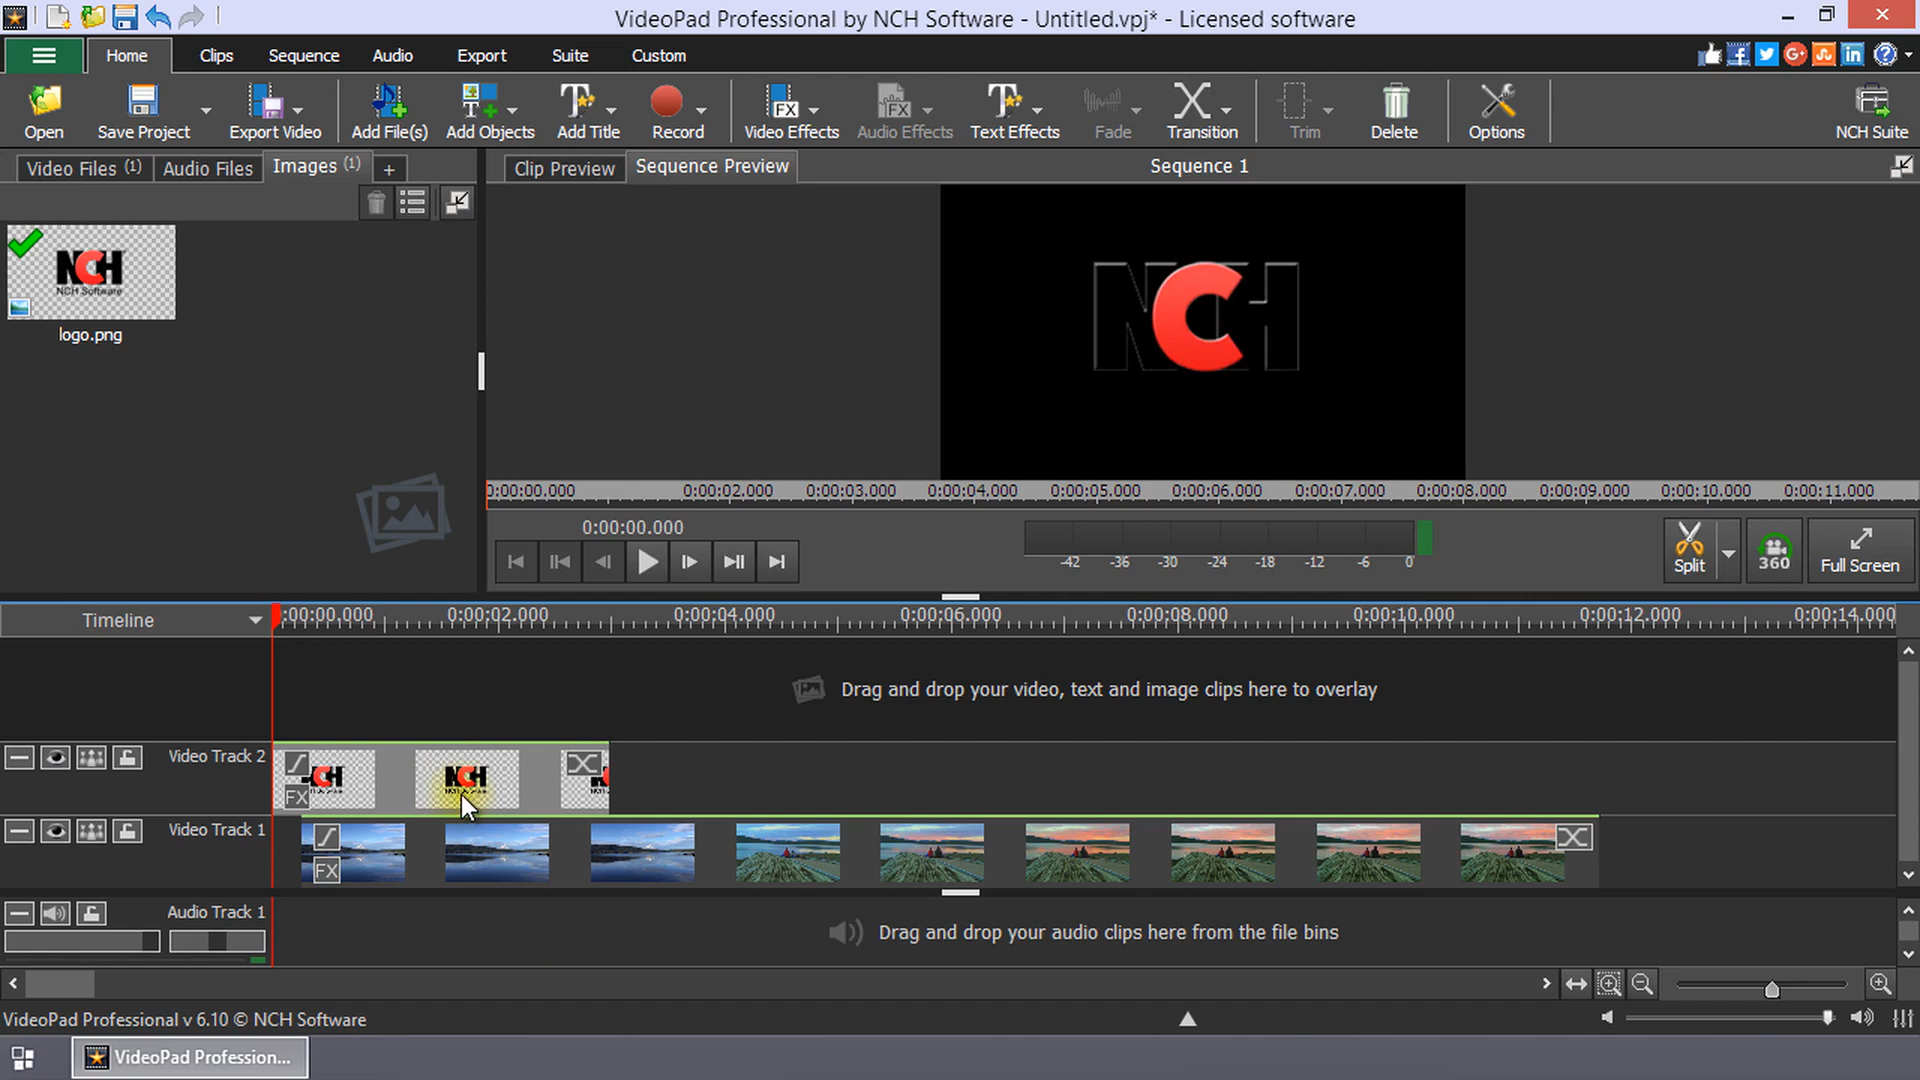 VideoPad Professional by NCH Software - Untitled.vpj* - Licensed software
Home Clips Sequence Audio Export Suite Custom
Open Save Project Export Video Add File(s) Add Objects Add Title Record Video Effects Audio Effects Text Effects Fade Transition Trim Delete Options NCH Suite
Video Files (1) Audio Files Images (1) + Clip Preview Sequence Preview Sequence 1
NCH
NCH Software
logo.png
NCH
0:00:00.000 0:00:02.000 0:00:03.000 0:00:04.000 0:00:05.000 0:00:06.000 0:00:07.000 0:00:08.000 0:00:09.000 0:00:10.000 0:00:11.000
0:00:00.000
-42 -36 -30 -24 -18 -12 -6 0
Split 360 Full Screen
Timeline :00:00.000 0:00:02.000 0:00:04.000 0:00:06.000 0:00:08.000 0:00:10.000 0:00:12.000 0:00:14.000
Drag and drop your video, text and image clips here to overlay
Video Track 2
FX
NCH
Video Track 1
FX
Audio Track 1
Drag and drop your audio clips here from the file bins
VideoPad Professional v 6.10 © NCH Software
VideoPad Profession...